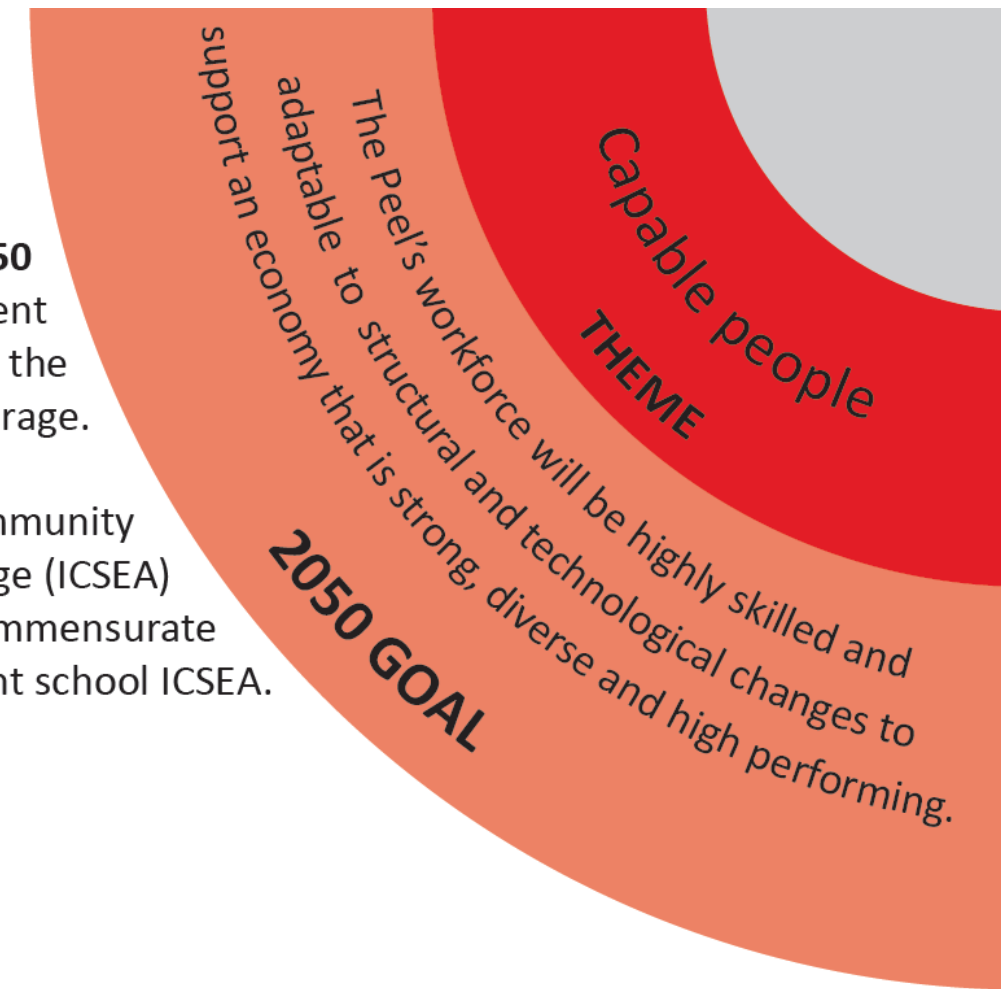 50
ent
the
rage.
mmunity
ge (ICSEA)
mmensurate
nt school ICSEA.
Capable people
THEME
The Peel’s workforce will be highly skilled and
adaptable to structural and technological changes to
support an economy that is strong, diverse and high performing.
2050 GOAL